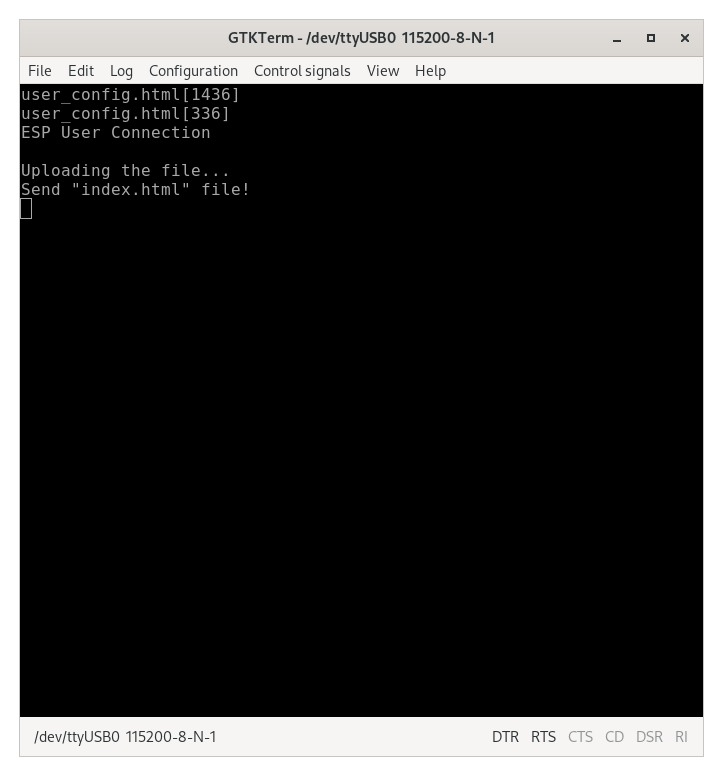 GTKTerm - /dev/ttyUSB0 115200-8-N-1
File Edit Log Configuration Control signals View Help
user_config.html[1436]
user_config.html[336]
ESP User Connection
Uploading the file...
Send "index.html" file!
/dev/ttyUSB0 115200-8-N-1 DTR RTS CTS CD DSR RI